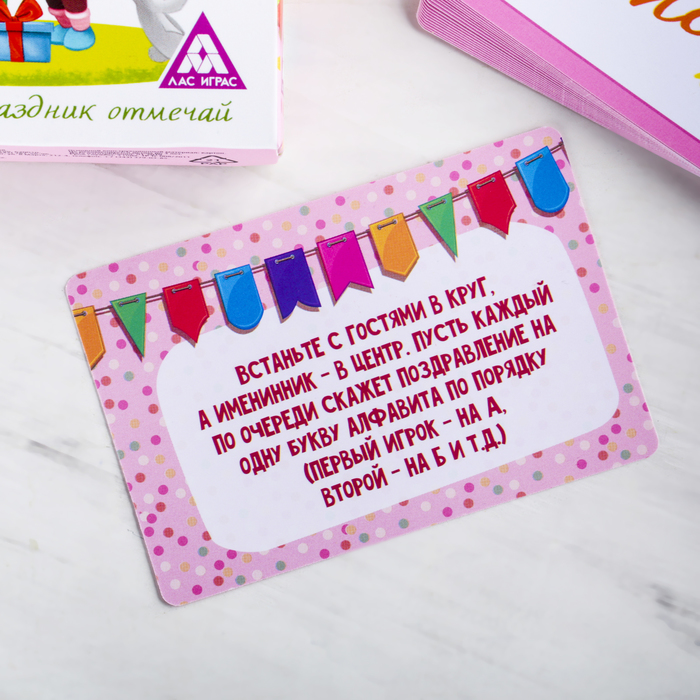 ЛАС ИГРАС
аздник отмечай
ВСТАНЬТЕ С ГОСТЯМИ В КРУГ,
А ИМЕНИННИК - В ЦЕНТР. ПУСТЬ КАЖДЫЙ
ПО ОЧЕРЕДИ СКАЖЕТ ПОЗДРАВЛЕНИЕ НА
ОДНУ БУКВУ АЛФАВИТА ПО ПОРЯДКУ
(ПЕРВЫЙ ИГРОК - НА А,
ВТОРОЙ - НА Б И Т.Д.)